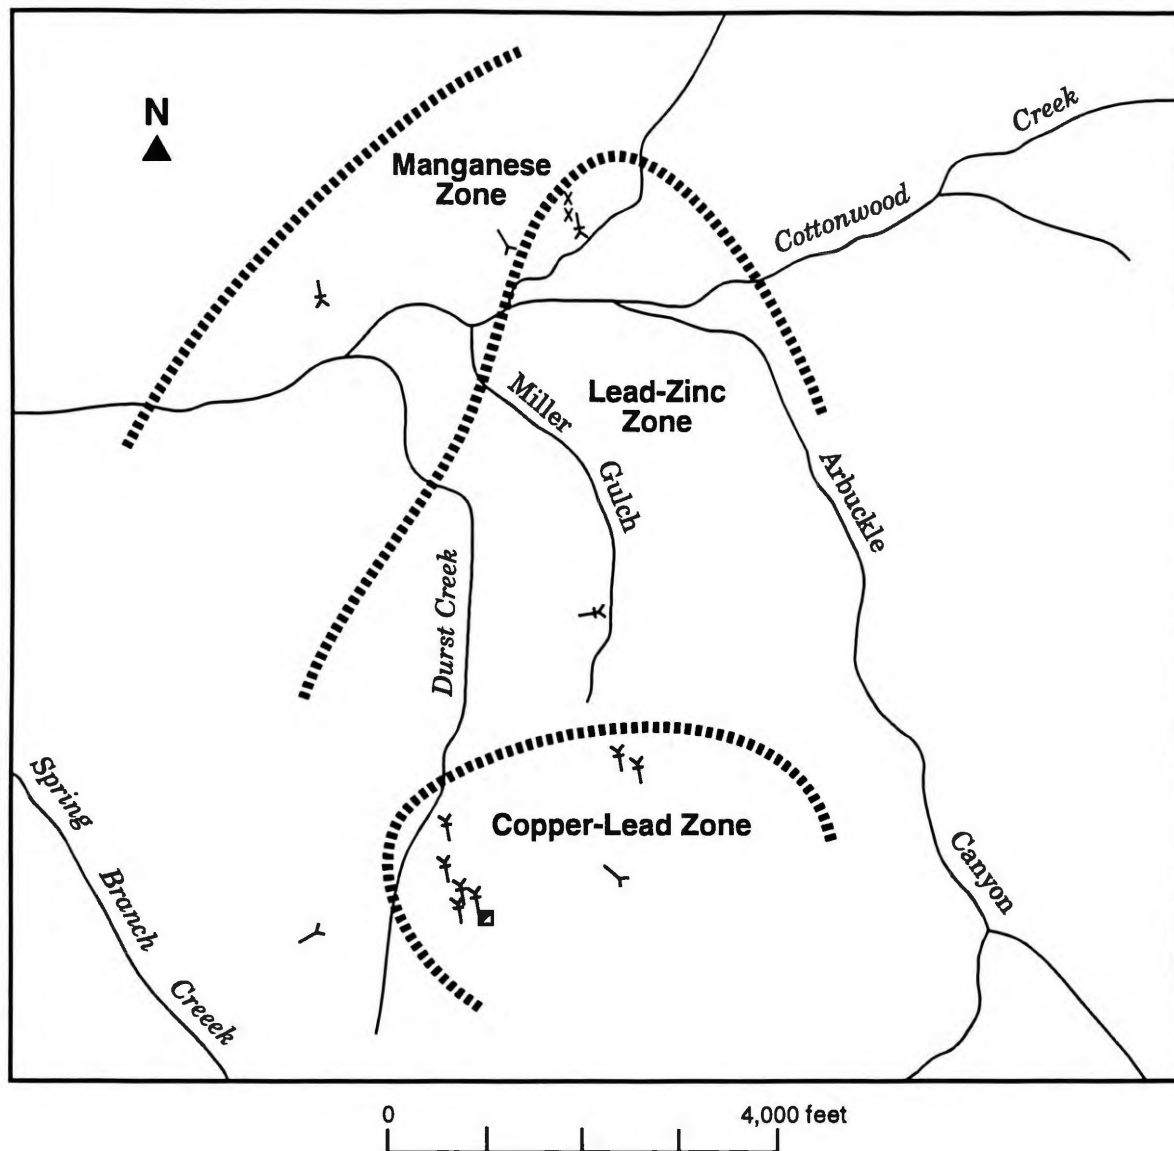 N
Creek
Manganese
Zone
Cottonwood
Miller
Lead-Zinc
Zone
Gulch
Arbuckle
Durst Creek
Spring
Copper-Lead Zone
Branch
Canyon
Creeek
0
4,000 feet